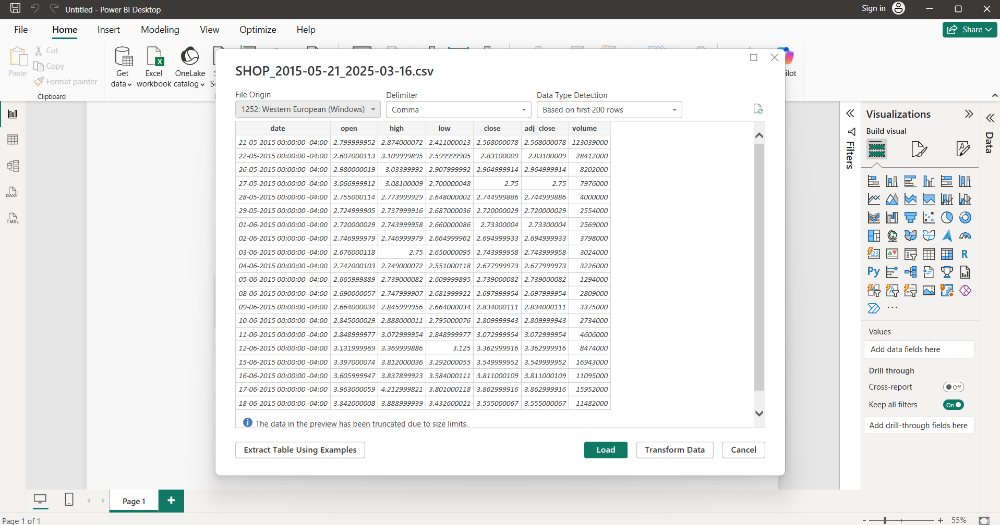 Untitled - Power BI Desktop
Sign in
File Home Insert Modeling View Optimize Help
Share
Paste
Cut
Copy
Format painter
Clipboard
Get data
Excel workbook
OneLake catalog
ilot
SHOP_2015-05-21_2025-03-16.csv
File Origin Delimiter Data Type Detection
1252: Western European (Windows) Comma Based on first 200 rows
date open high low close adj_close volume
21-05-2015 00:00:00 -04:00 2.799999952 2.874000072 2.411000013 2.568000078 2.568000078 123039000
22-05-2015 00:00:00 -04:00 2.607000113 3.109999895 2.599999905 2.83100009 2.83100009 28412000
26-05-2015 00:00:00 -04:00 2.980000019 3.03399992 2.907999992 2.964999914 2.964999914 8202000
27-05-2015 00:00:00 -04:00 3.066999912 3.08100009 2.700000048 2.75 2.75 7976000
28-05-2015 00:00:00 -04:00 2.755000114 2.773999929 2.648000002 2.744999886 2.744999886 4000000
29-05-2015 00:00:00 -04:00 2.724999905 2.737999916 2.687000036 2.720000029 2.720000029 2554000
01-06-2015 00:00:00 -04:00 2.720000029 2.743999958 2.660000086 2.73300004 2.73300004 2569000
02-06-2015 00:00:00 -04:00 2.746999979 2.746999979 2.664999962 2.694999933 2.694999933 3798000
03-06-2015 00:00:00 -04:00 2.676000118 2.75 2.650000095 2.743999958 2.743999958 3024000
04-06-2015 00:00:00 -04:00 2.742000103 2.749000072 2.551000118 2.677999973 2.677999973 3226000
05-06-2015 00:00:00 -04:00 2.665999889 2.739000082 2.609999895 2.739000082 2.739000082 1294000
08-06-2015 00:00:00 -04:00 2.690000057 2.747999907 2.681999922 2.697999954 2.697999954 2809000
09-06-2015 00:00:00 -04:00 2.664000034 2.845999956 2.664000034 2.834000111 2.834000111 3375000
10-06-2015 00:00:00 -04:00 2.845000029 2.888000011 2.795000076 2.809999943 2.809999943 2734000
11-06-2015 00:00:00 -04:00 2.848999977 3.072999954 2.848999977 3.072999954 3.072999954 4606000
12-06-2015 00:00:00 -04:00 3.131999969 3.369999886 3.125 3.362999916 3.362999916 8474000
15-06-2015 00:00:00 -04:00 3.397000074 3.812000036 3.292000055 3.549999952 3.549999952 16943000
16-06-2015 00:00:00 -04:00 3.605999947 3.837899923 3.584000111 3.811000109 3.811000109 11095000
17-06-2015 00:00:00 -04:00 3.963000059 4.212999821 3.801000118 3.862999916 3.862999916 15952000
18-06-2015 00:00:00 -04:00 3.842000008 3.888999939 3.432600021 3.555000067 3.555000067 11482000
The data in the preview has been truncated due to size limits.
Extract Table Using Examples Load Transform Data Cancel
Filters
Visualizations
Build visual
123
R
Py
Values
Add data fields here
Drill through
Cross-report Off
Keep all filters On
Add drill-through fields here
Data
DAX
TMDL
Page 1
Page 1 of 1
55%